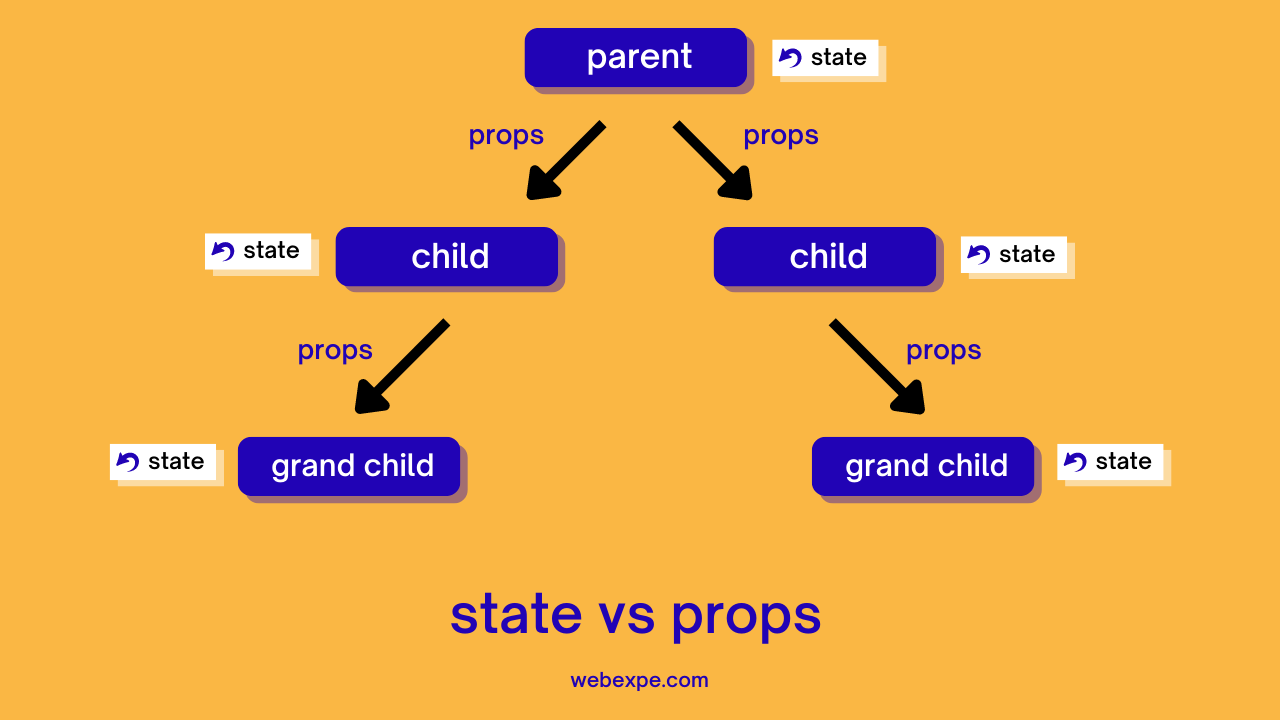 parent
state
props
props
state
child
child
state
props
props
state
grand child
grand child
state
state vs props
webexpe.com